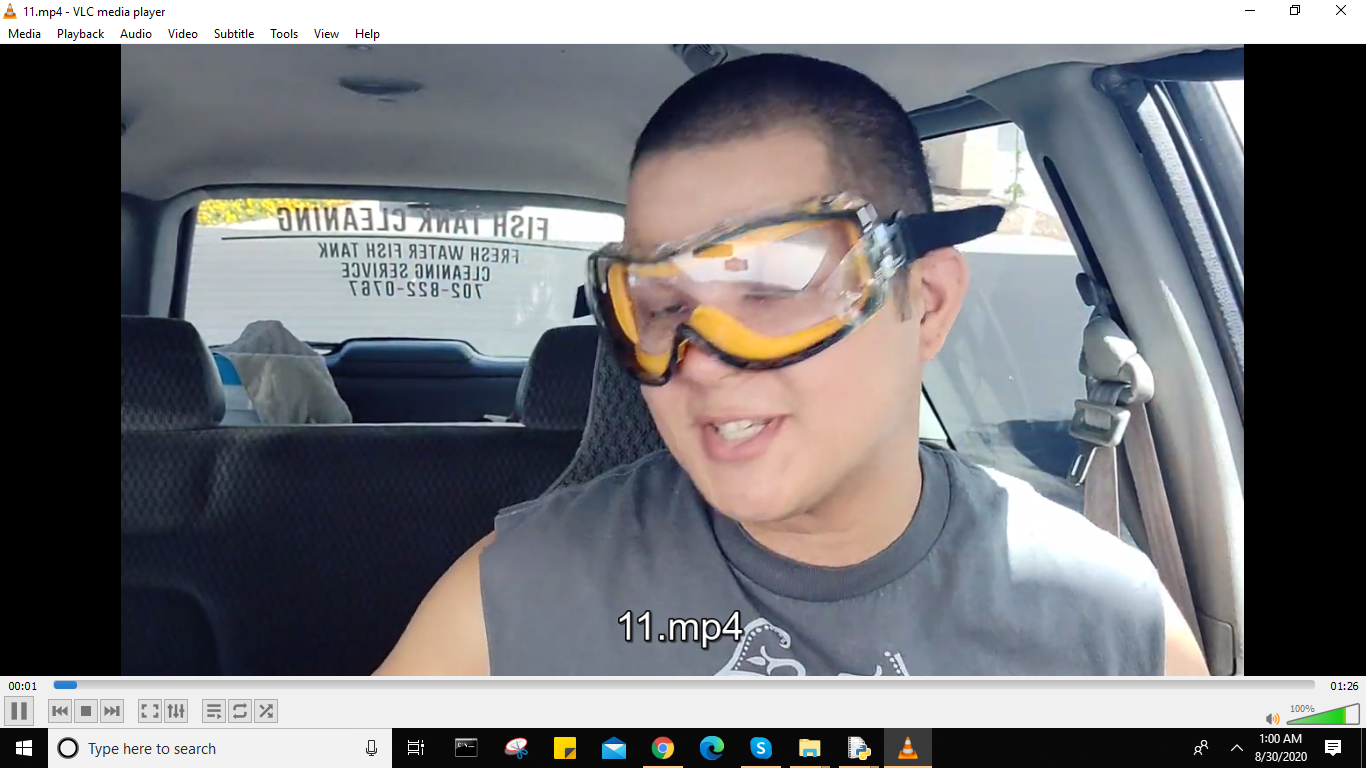 11.mp4 - VLC media player
Media Playback Audio Video Subtitle Tools View Help
FISH TANK CLEANING
FRESH WATER FISH TANK
CLEANING SERIVCE
702-822-0767
11.mp4
00:01
01:26
100%
Type here to search
1:00 AM
8/30/2020